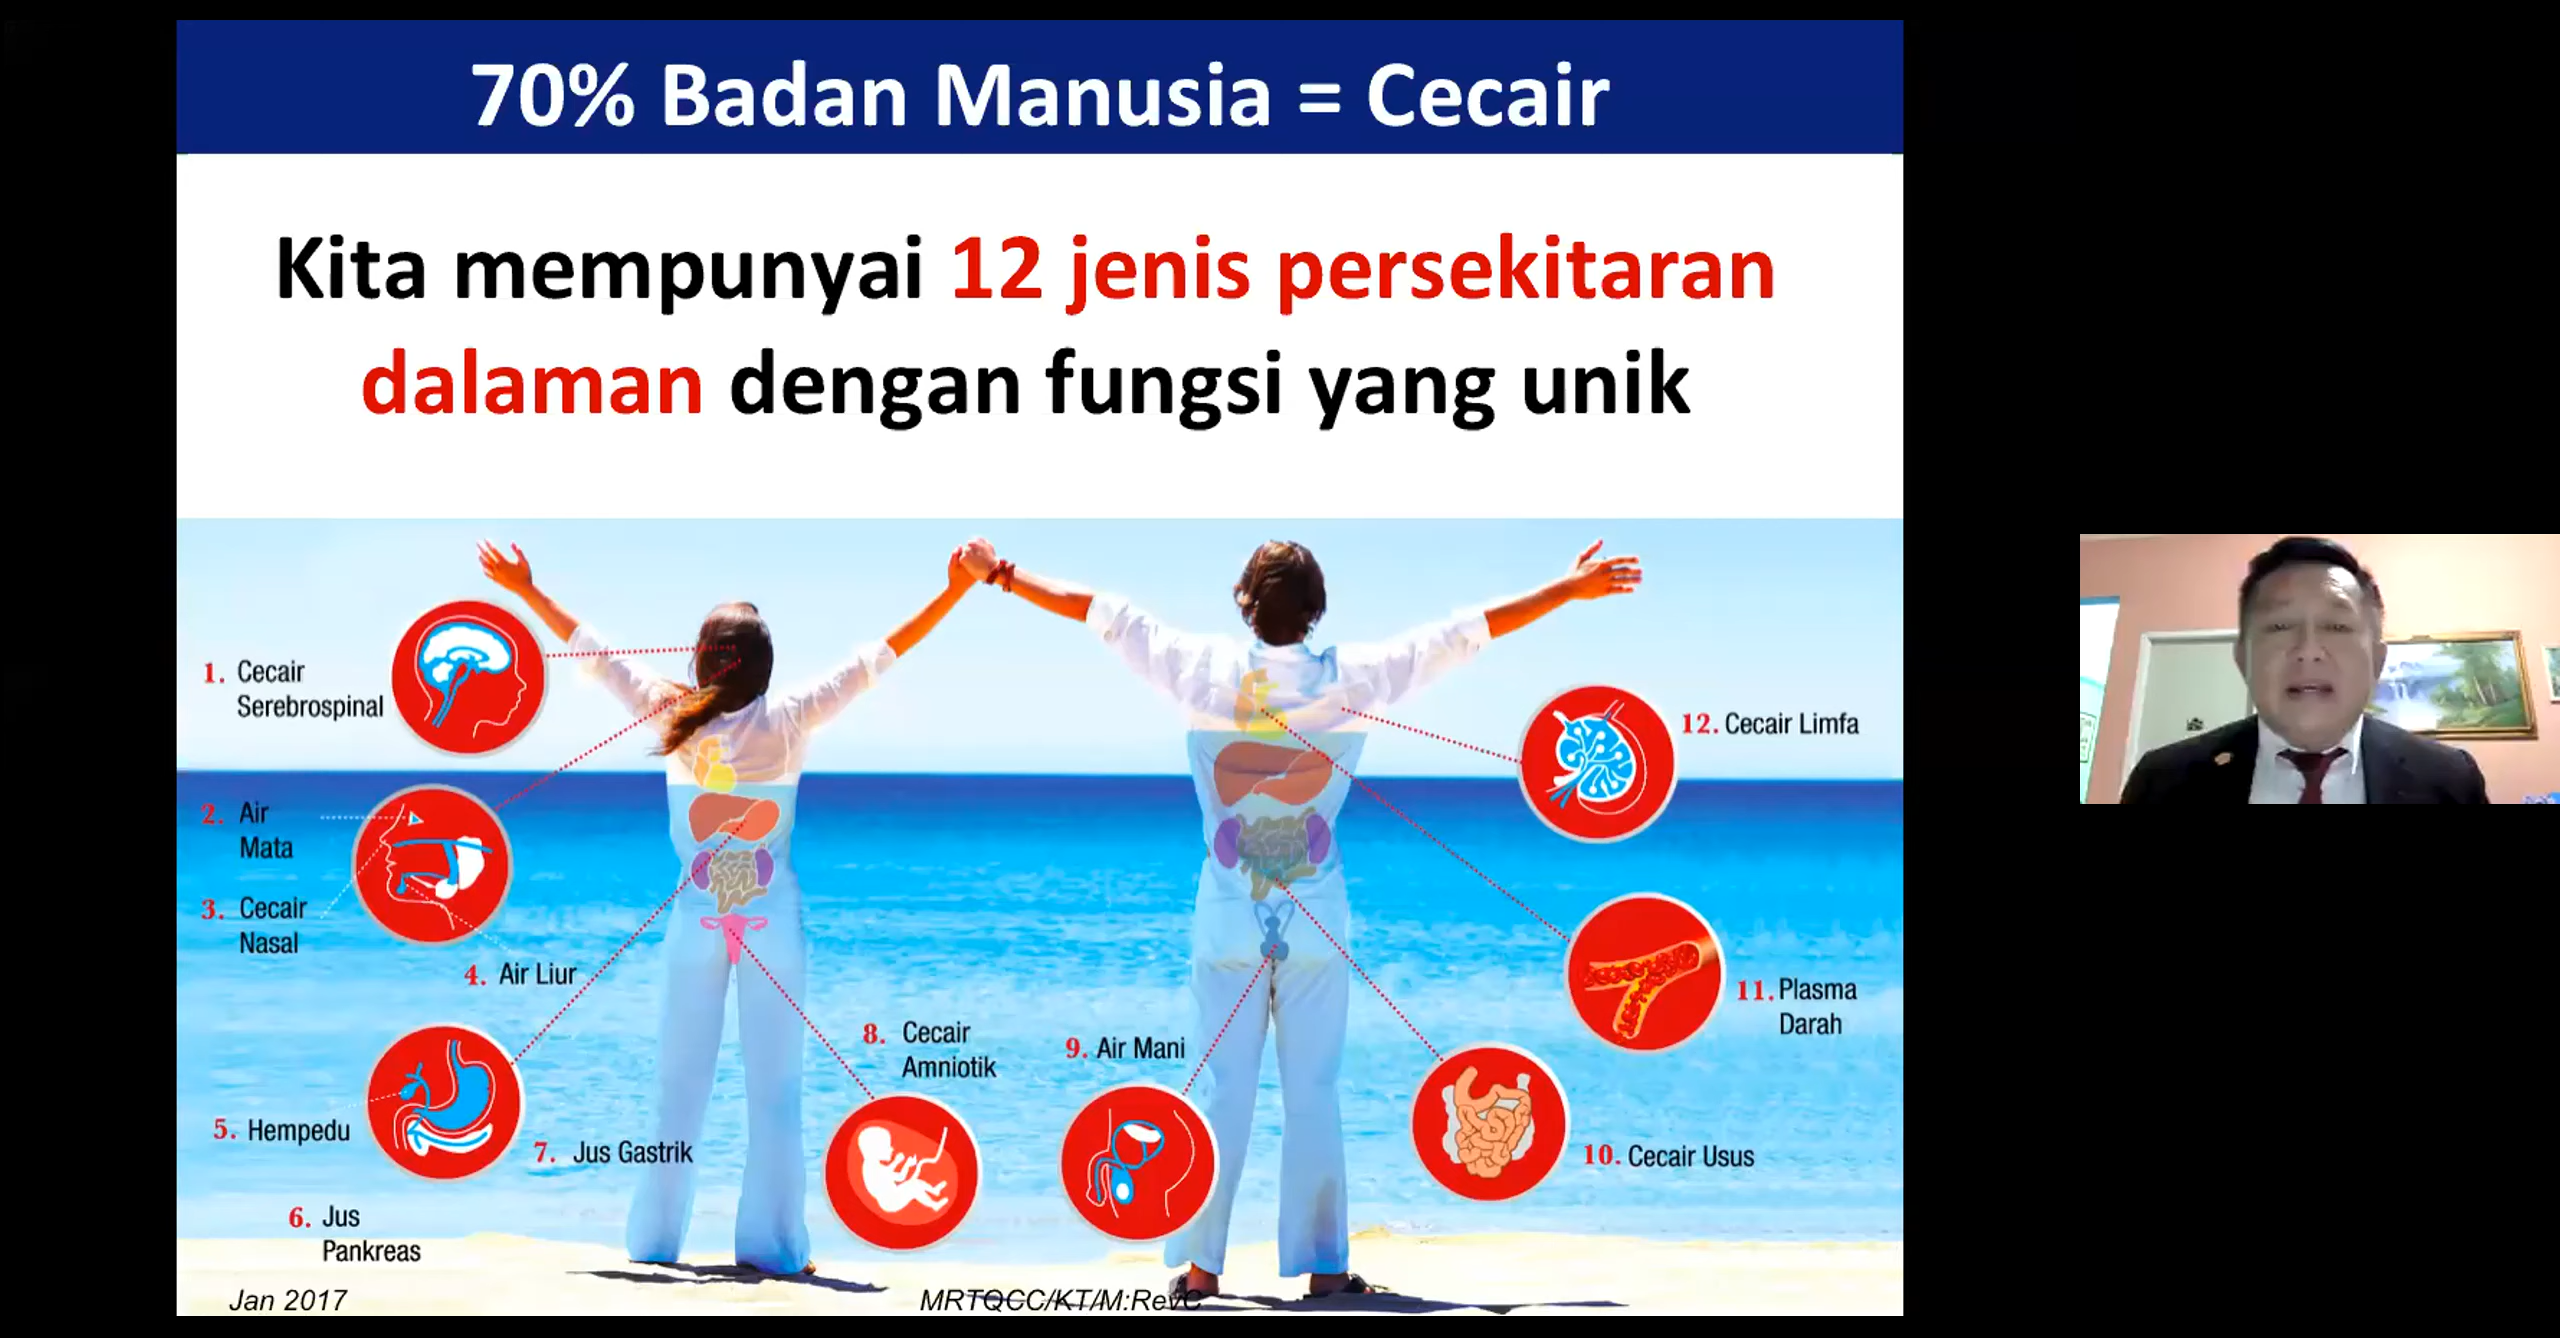 70% Badan Manusia = Cecair
Kita mempunyai 12 jenis persekitaran
dalaman dengan fungsi yang unik
1. Cecair
Serebrospinal
2. Air
Mata
3. Cecair
Nasal
4. Air Liur
5. Hempedu
6. Jus
Pankreas
7. Jus Gastrik
8. Cecair
Amniotik
9. Air Mani
10. Cecair Usus
11. Plasma
Darah
12. Cecair Limfa
Jan 2017
MRTQCC/KT/M:RevC